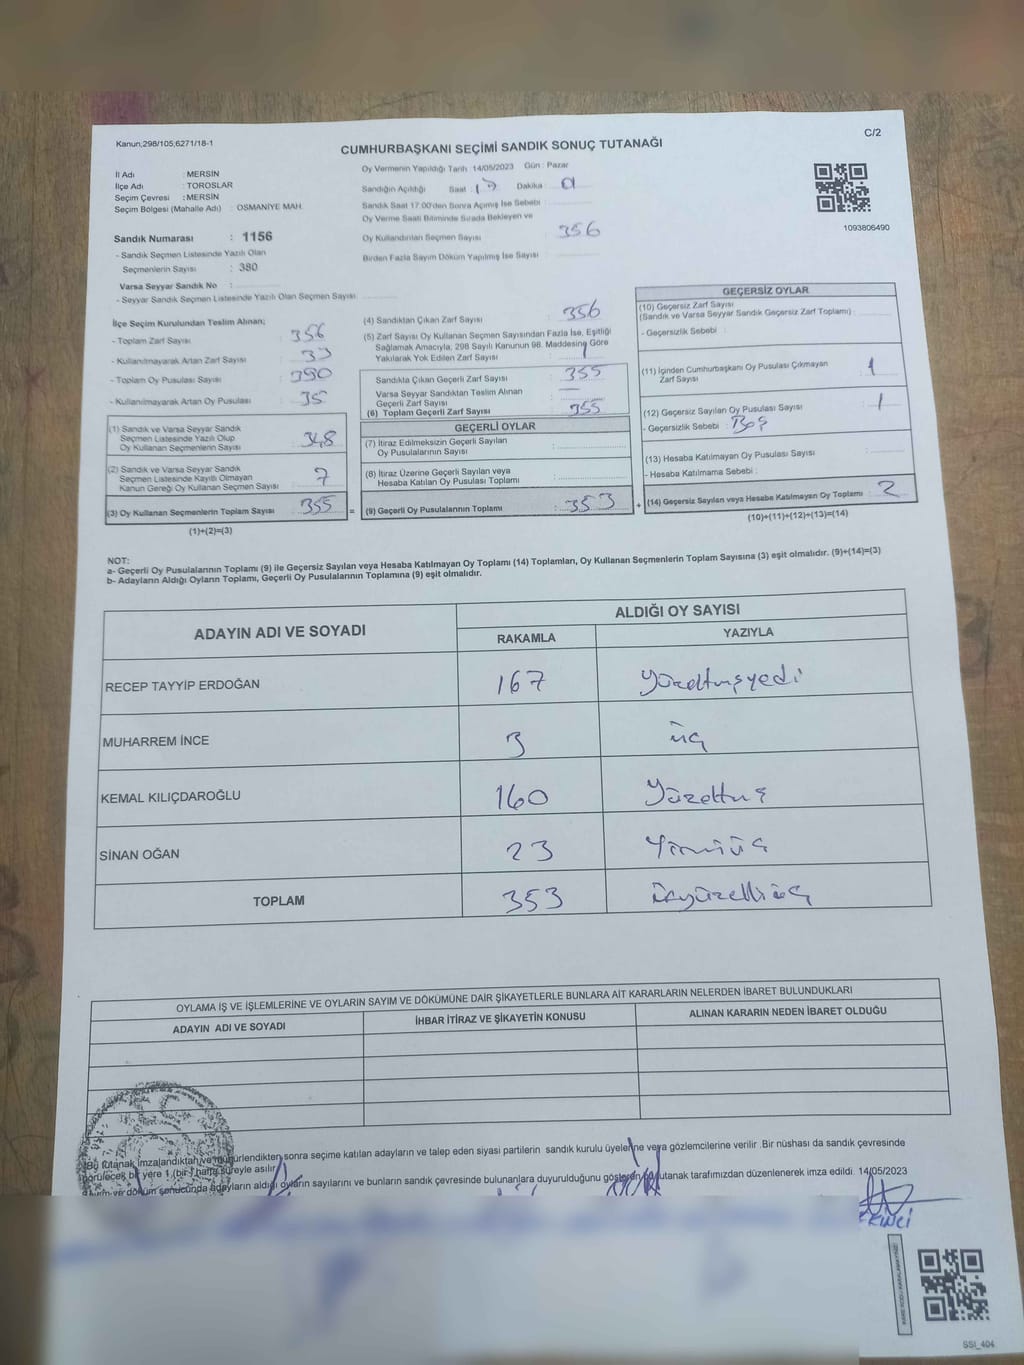 Kanun;298/105;6271/18-1
C/2
CUMHURBAŞKANI SEÇİMİ SANDIK SONUÇ TUTANAĞI
İl Adı : MERSİN
İlçe Adı : TOROSLAR
Seçim Çevresi : MERSİN
Seçim Bölgesi (Mahalle Adı) : OSMANİYE MAH.
Oy Vermenin Yapıldığı Tarih 14/05/2023 Gün : Pazar
Sandığın Açıldığı Saat : 17 Dakika : 01
Sandık Saat 17.00'den Sonra Açımış İse Sebebi :
Oy Verme Saati Bitiminde Sırada Bekleyen ve
Oy Kullandırılan Seçmen Sayısı : 356
Birden Fazla Sayım Döküm Yapılmış İse Sayısı :
1093806490
Sandık Numarası : 1156
- Sandık Seçmen Listesinde Yazılı Olan
Seçmenlerin Sayısı : 380
Varsa Seyyar Sandık No :
- Seyyar Sandık Listesinde Yazılı Olan Seçmen Sayısı
İlçe Seçim Kurulundan Teslim Alınan;
- Toplam Zarf Sayısı : 356
- Kullanılmayarak Artan Zarf Sayısı : 33
- Toplam Oy Pusulası Sayısı : 390
- Kullanılmayarak Artan Oy Pusulası : 35
(1) Sandık ve Varsa Seyyar Sandık
Seçmen Listesinde Yazılı Olup
Oy Kullanan Seçmenlerin Sayısı : 348
(2) Sandık ve Varsa Seyyar Sandık
Seçmen Listesinde Kayıtlı Olmayan
Kanun Gereği Oy Kullanan Seçmen Sayısı : 7
(3) Oy Kullanan Seçmenlerin Toplam Sayısı : 355 =
(1)+(2)=(3)
(4) Sandıktan Çıkan Zarf Sayısı : 356
(5) Zarf Sayısı Oy Kullanan Seçmen Sayısından Fazla İse, Eşitliği
Sağlamak Amacıyla, 298 Sayılı Kanunun 98. Maddesine Göre
Yakılarak Yok Edilen Zarf Sayısı : 1
Sandıkta Çıkan Geçerli Zarf Sayısı : 355
Varsa Seyyar Sandıktan Teslim Alınan
Geçerli Zarf Sayısı : —
(6) Toplam Geçerli Zarf Sayısı : 355
GEÇERLİ OYLAR
(7) İtiraz Edilmeksizin Geçerli Sayılan
Oy Pusulalarının Sayısı :
(8) İtiraz Üzerine Geçerli Sayılan veya
Hesaba Katılan Oy Pusulası Toplamı :
(9) Geçerli Oy Pusulalarının Toplamı : 353 +
GEÇERSİZ OYLAR
(10) Geçersiz Zarf Sayısı
(Sandık ve Varsa Seyyar Sandık Geçersiz Zarf Toplamı) :
- Geçersizlik Sebebi :
(11) İçinden Cumhurbaşkanı Oy Pusulası Çıkmayan
Zarf Sayısı : 1
(12) Geçersiz Sayılan Oy Pusulası Sayısı : 1
- Geçersizlik Sebebi : Boş
(13) Hesaba Katılmayan Oy Pusulası Sayısı :
- Hesaba Katılmama Sebebi :
(14) Geçersiz Sayılan veya Hesaba Katılmayan Oy Toplamı : 2
(10)+(11)+(12)+(13)=(14)
NOT:
a- Geçerli Oy Pusulalarının Toplamı (9) ile Geçersiz Sayılan veya Hesaba Katılmayan Oy Toplamı (14) Toplamları, Oy Kullanan Seçmenlerin Toplam Sayısına (3) eşit olmalıdır. (9)+(14)=(3)
b- Adayların Aldığı Oyların Toplamı, Geçerli Oy Pusulalarının Toplamına (9) eşit olmalıdır.
ADAYIN ADI VE SOYADI ALDIĞI OY SAYISI
RAKAMLA YAZIYLA
RECEP TAYYİP ERDOĞAN 167 Yüzaltmışyedi
MUHARREM İNCE 3 üç
KEMAL KILIÇDAROĞLU 160 Yüzaltmış
SİNAN OĞAN 23 Yirmiüç
TOPLAM 353 üçyüzelliüç
OYLAMA İŞ VE İŞLEMLERİNE VE OYLARIN SAYIM VE DÖKÜMÜNE DAİR ŞİKAYETLERLE BUNLARA AİT KARARLARIN NELERDEN İBARET BULUNDUKLARI
ADAYIN ADI VE SOYADI İHBAR İTİRAZ VE ŞİKAYETİN KONUSU ALINAN KARARIN NEDEN İBARET OLDUĞU
Bu tutanak imzalandıktan ve mühürlendikten sonra seçime katılan adayların ve talep eden siyasi partilerin sandık kurulu üyelerine veya gözlemcilerine verilir. Bir nüshası da sandık çevresinde
görülecek bir yere 1 (bir) hafta süreyle asılır.
adayların aldığı oyların sayılarını ve bunların sandık çevresinde bulunanlara duyurulduğunu gösteren bu tutanak tarafımızdan düzenlenerek imza edildi. 14/05/2023
EKİNCİ
SSI_404